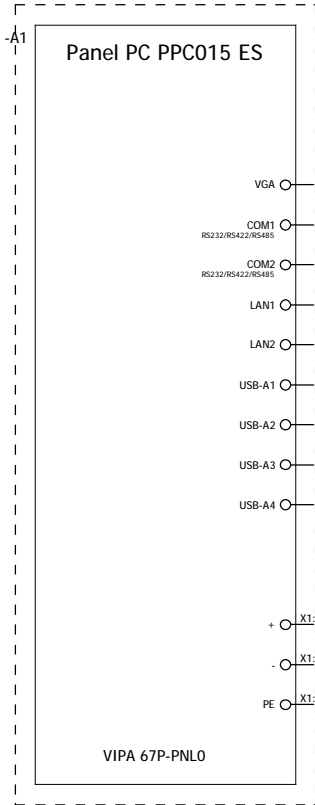 -A1
Panel PC PPC015 ES
VGA
COM1
RS232/RS422/RS485
COM2
RS232/RS422/RS485
LAN1
LAN2
USB-A1
USB-A2
USB-A3
USB-A4
+ X1:
- X1:
PE X1:
VIPA 67P-PNL0